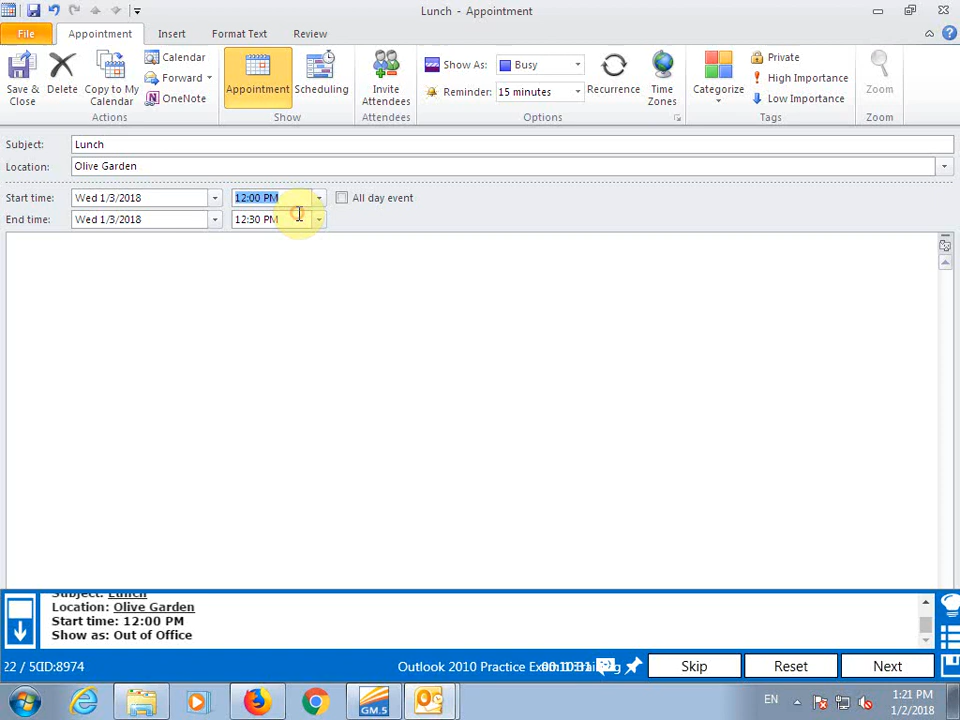 Lunch - Appointment
File Appointment Insert Format Text Review
Save & Close
Delete
Copy to My Calendar
Calendar
Forward
OneNote
Actions
Appointment
Scheduling
Show
Invite Attendees
Attendees
Show As: Busy
Reminder: 15 minutes
Recurrence
Time Zones
Options
Categorize
Private
High Importance
Low Importance
Tags
Zoom
Zoom
Subject: Lunch
Location: Olive Garden
Start time: Wed 1/3/2018 12:00 PM All day event
End time: Wed 1/3/2018 12:30 PM
Subject: Lunch
Location: Olive Garden
Start time: 12:00 PM
Show as: Out of Office
Outlook 2010 Practice
Skip Reset Next
EN
1:21 PM
1/2/2018